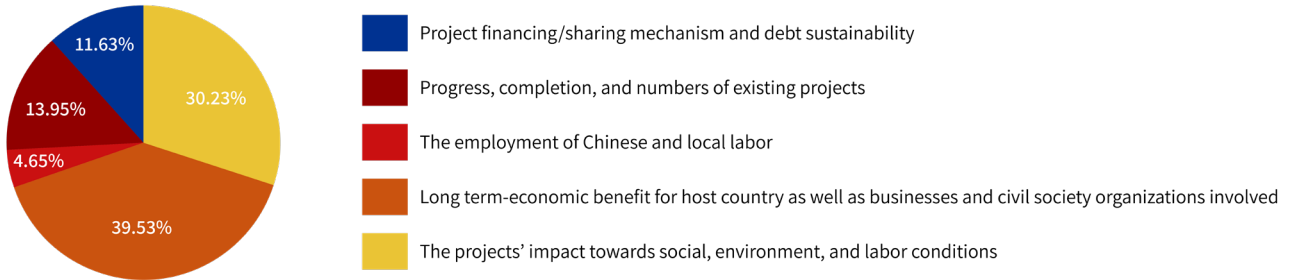 11.63%
30.23%
13.95%
4.65%
39.53%
Project financing/sharing mechanism and debt sustainability
Progress, completion, and numbers of existing projects
The employment of Chinese and local labor
Long term-economic benefit for host country as well as businesses and civil society organizations involved
The projects’ impact towards social, environment, and labor conditions